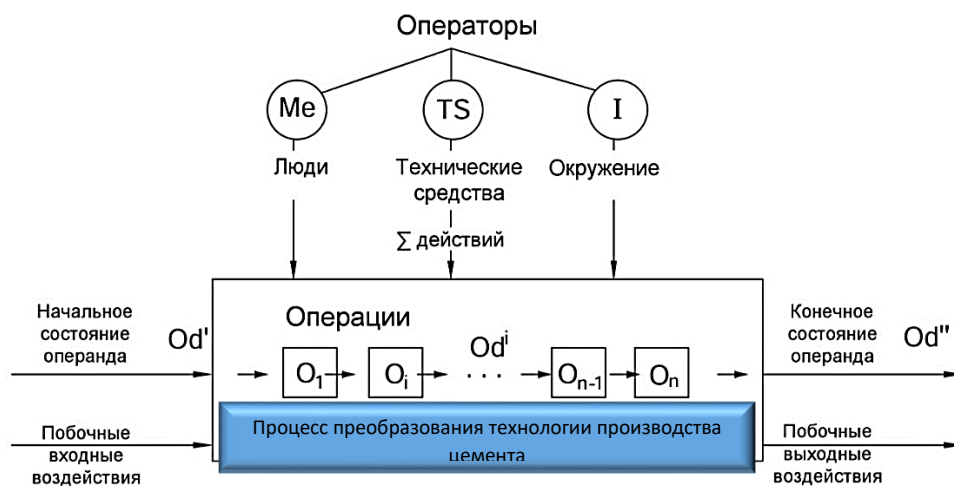 Операторы
Me
TS
I
Люди
Технические
средства
Окружение
∑ действий
Начальное
состояние
операнда
Od'
Операции
Odⁱ
O₁
Oᵢ
. . .
Oₙ₋₁
Oₙ
Конечное
состояние
операнда
Od"
Побочные
входные
воздействия
Процесс преобразования технологии производства
цемента
Побочные
выходные
воздействия